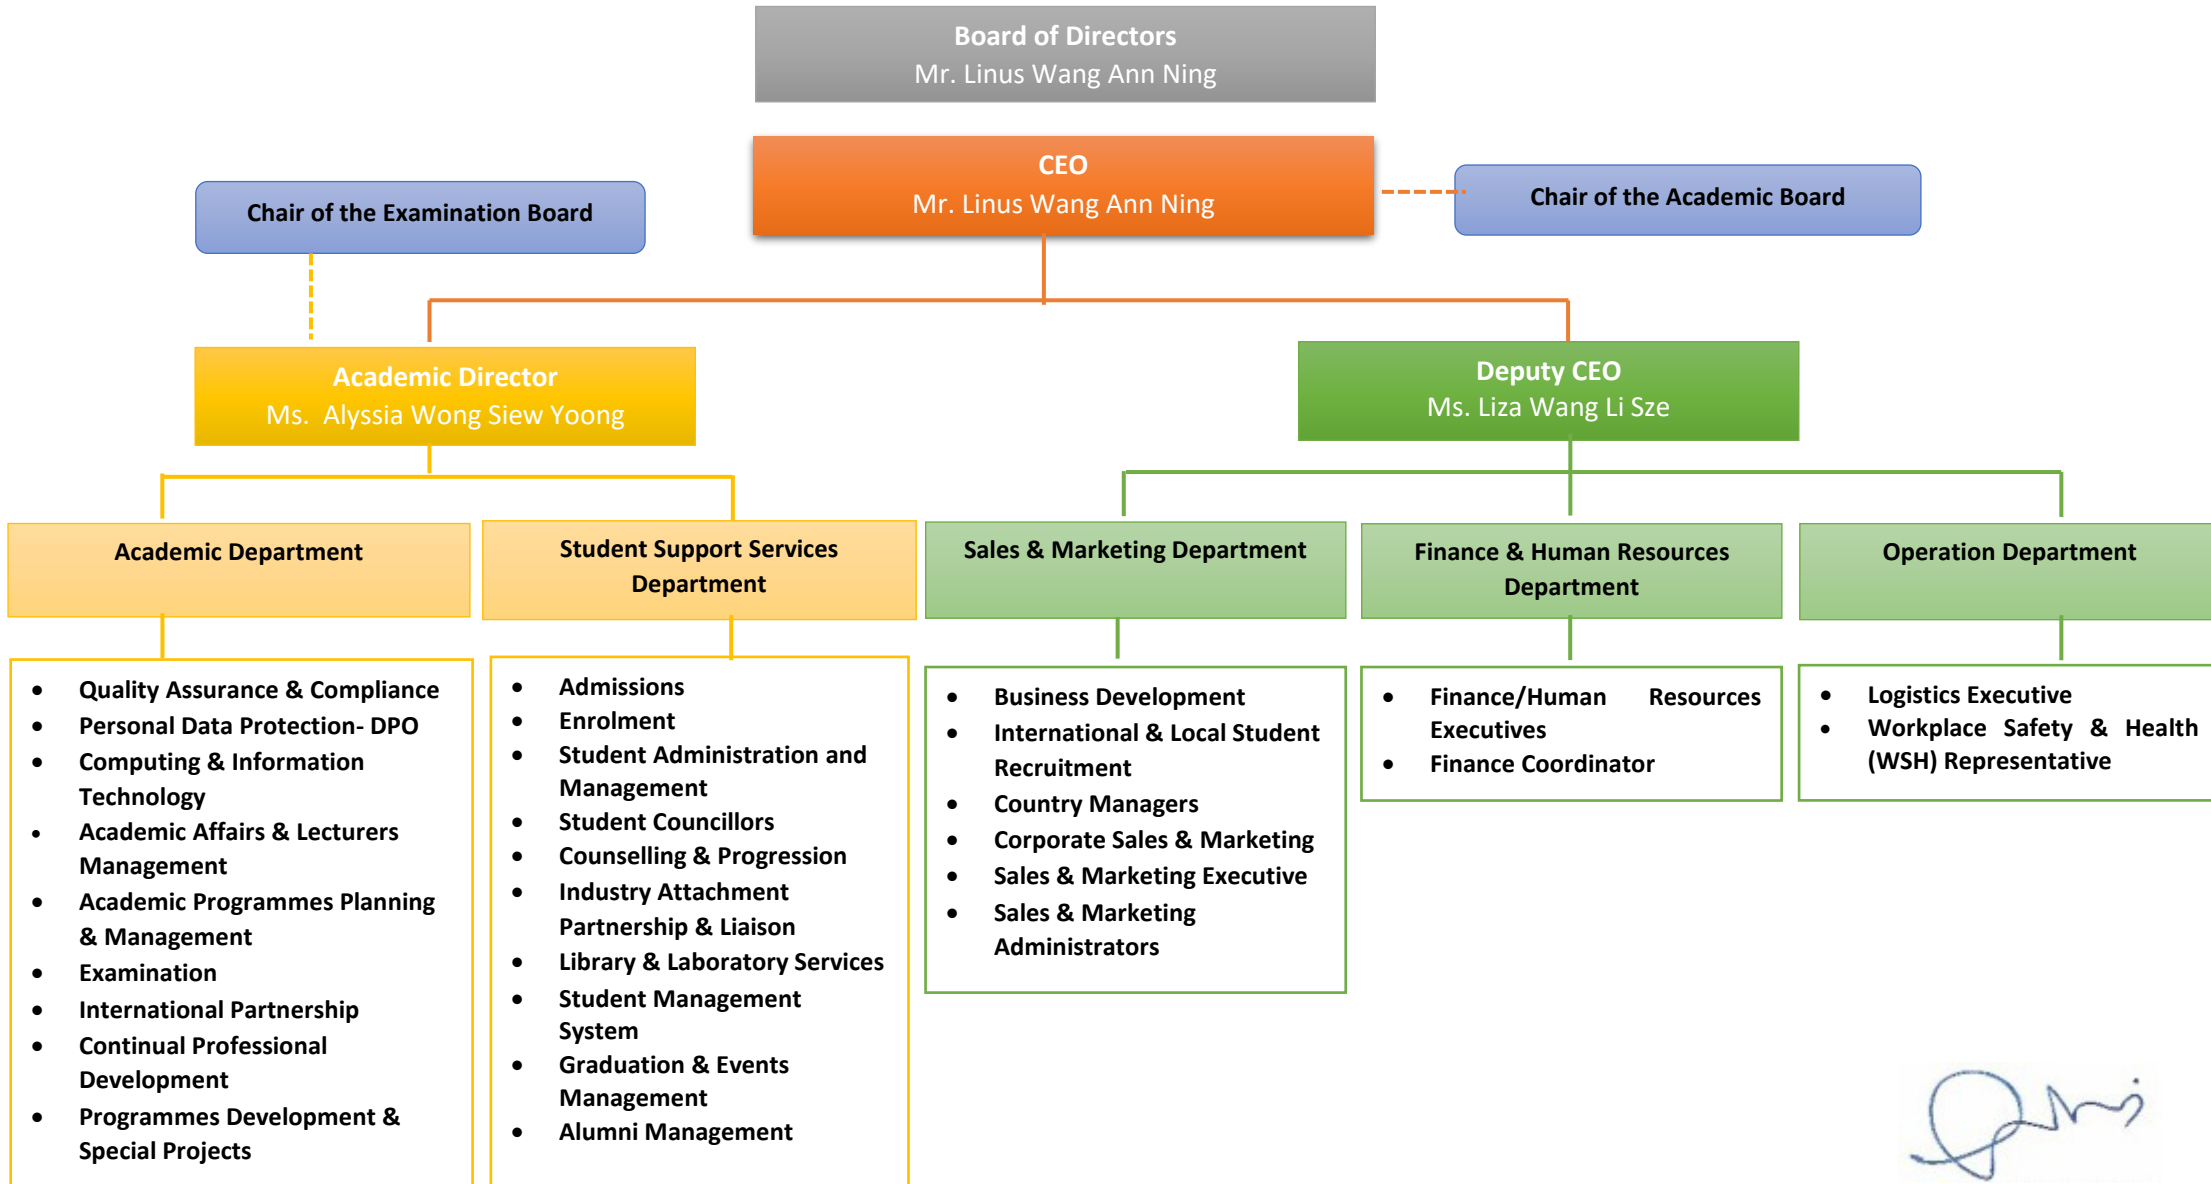 Board of Directors
Mr. Linus Wang Ann Ning
CEO
Mr. Linus Wang Ann Ning
Chair of the Examination Board
Chair of the Academic Board
Academic Director
Ms. Alyssia Wong Siew Yoong
Deputy CEO
Ms. Liza Wang Li Sze
Academic Department
Student Support Services
Department
Sales & Marketing Department
Finance & Human Resources
Department
Operation Department
• Quality Assurance & Compliance
• Personal Data Protection- DPO
• Computing & Information
Technology
• Academic Affairs & Lecturers
Management
• Academic Programmes Planning
& Management
• Examination
• International Partnership
• Continual Professional
Development
• Programmes Development &
Special Projects
• Admissions
• Enrolment
• Student Administration and
Management
• Student Councillors
• Counselling & Progression
• Industry Attachment
Partnership & Liaison
• Library & Laboratory Services
• Student Management
System
• Graduation & Events
Management
• Alumni Management
• Business Development
• International & Local Student
Recruitment
• Country Managers
• Corporate Sales & Marketing
• Sales & Marketing Executive
• Sales & Marketing
Administrators
• Finance/Human Resources
Executives
• Finance Coordinator
• Logistics Executive
• Workplace Safety & Health
(WSH) Representative